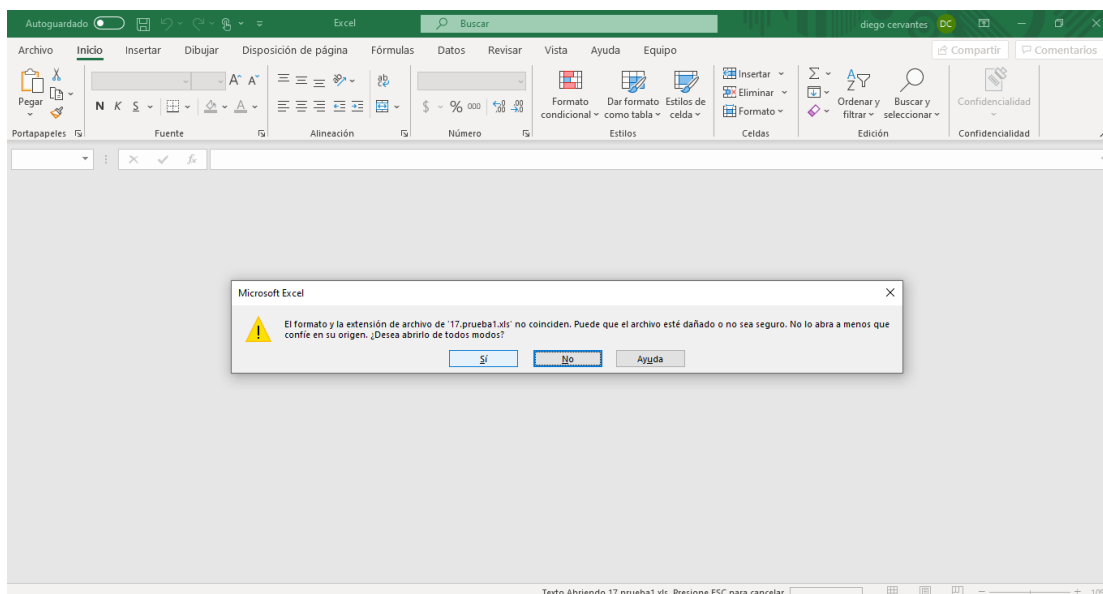 Autoguardado Excel Buscar diego cervantes DC
Archivo Inicio Insertar Dibujar Disposición de página Fórmulas Datos Revisar Vista Ayuda Equipo Compartir Comentarios
Pegar
N K S
A^ A˅
A
ab
$ % 000
Formato condicional
Dar formato como tabla
Estilos de celda
Insertar
Eliminar
Formato
Ordenar y filtrar
Buscar y seleccionar
Confidencialidad
Portapapeles Fuente Alineación Número Estilos Celdas Edición Confidencialidad
fx
Microsoft Excel
El formato y la extensión de archivo de '17.prueba1.xls' no coinciden. Puede que el archivo esté dañado o no sea seguro. No lo abra a menos que
confíe en su origen. ¿Desea abrirlo de todos modos?
Sí No Ayuda
Texto Abriendo 17.prueba1.xls. Presione ESC para cancelar.